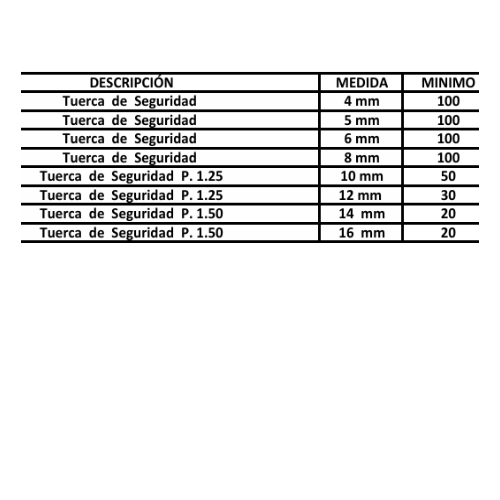 DESCRIPCIÓN MEDIDA MINIMO
Tuerca de Seguridad 4 mm 100
Tuerca de Seguridad 5 mm 100
Tuerca de Seguridad 6 mm 100
Tuerca de Seguridad 8 mm 100
Tuerca de Seguridad P. 1.25 10 mm 50
Tuerca de Seguridad P. 1.25 12 mm 30
Tuerca de Seguridad P. 1.50 14 mm 20
Tuerca de Seguridad P. 1.50 16 mm 20